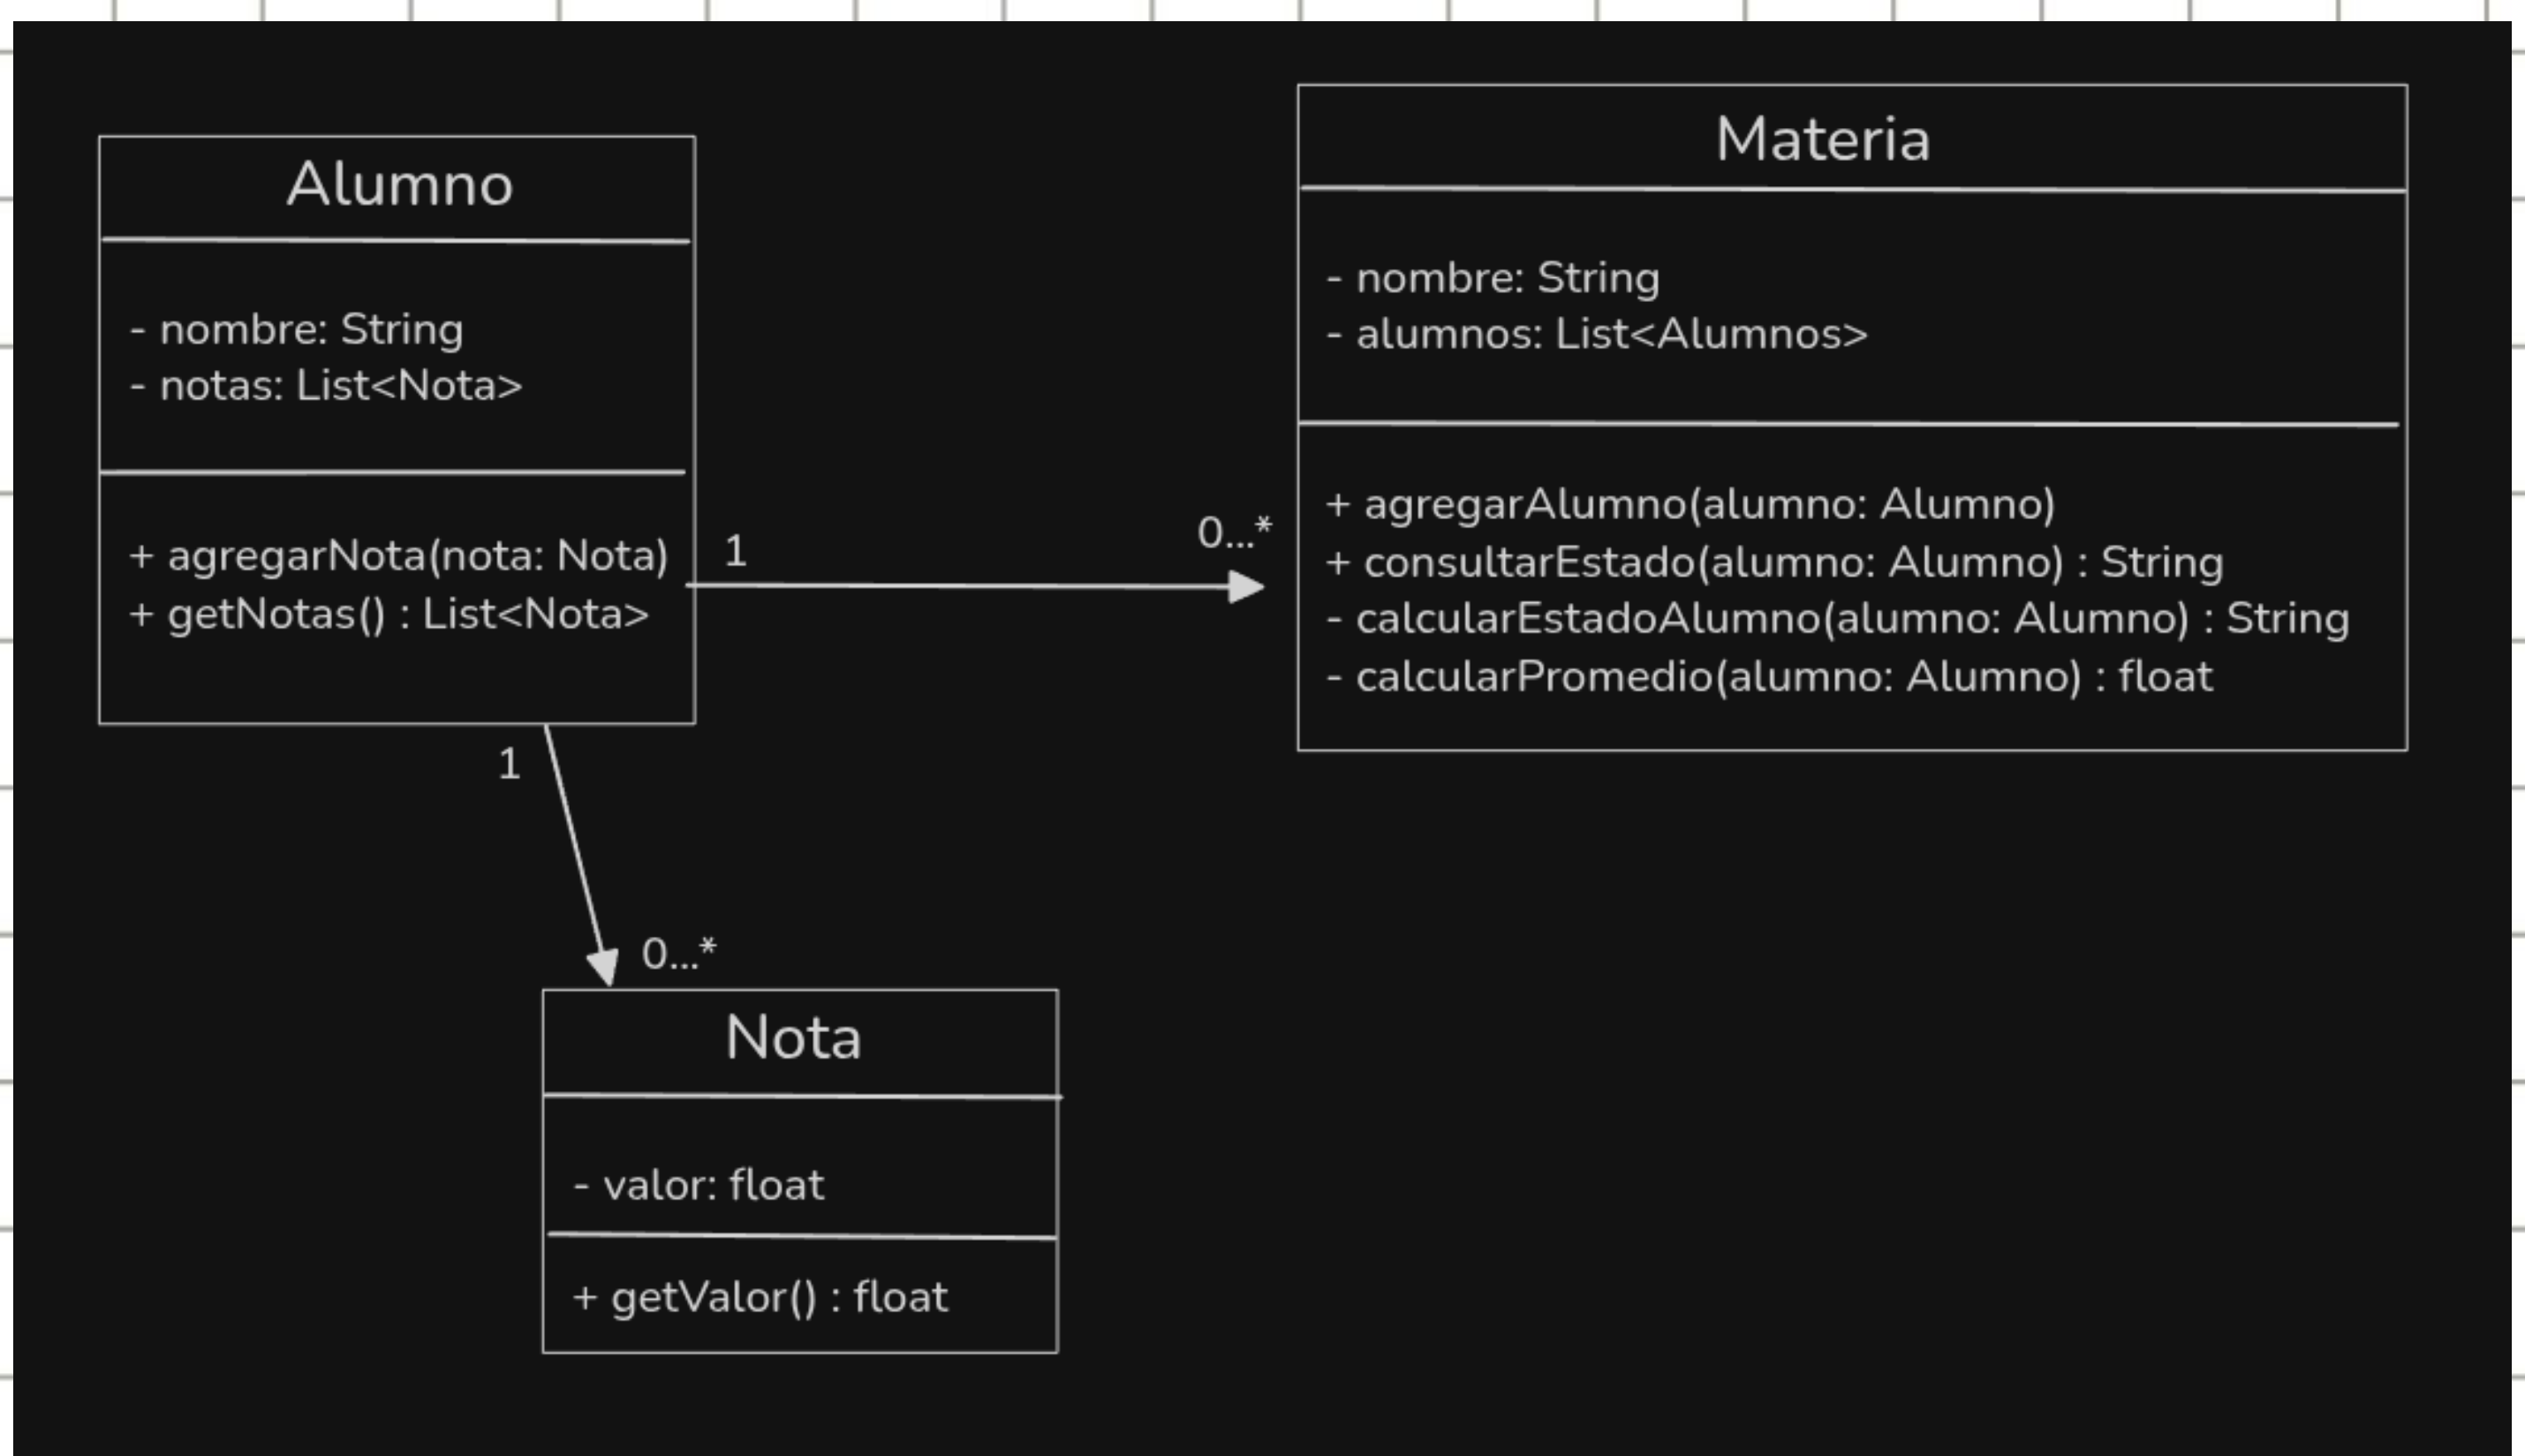 Alumno
- nombre: String
- notas: List<Nota>
+ agregarNota(nota: Nota)
+ getNotas() : List<Nota>
1
0...*
Materia
- nombre: String
- alumnos: List<Alumnos>
+ agregarAlumno(alumno: Alumno)
+ consultarEstado(alumno: Alumno) : String
- calcularEstadoAlumno(alumno: Alumno) : String
- calcularPromedio(alumno: Alumno) : float
1
0...*
Nota
- valor: float
+ getValor() : float